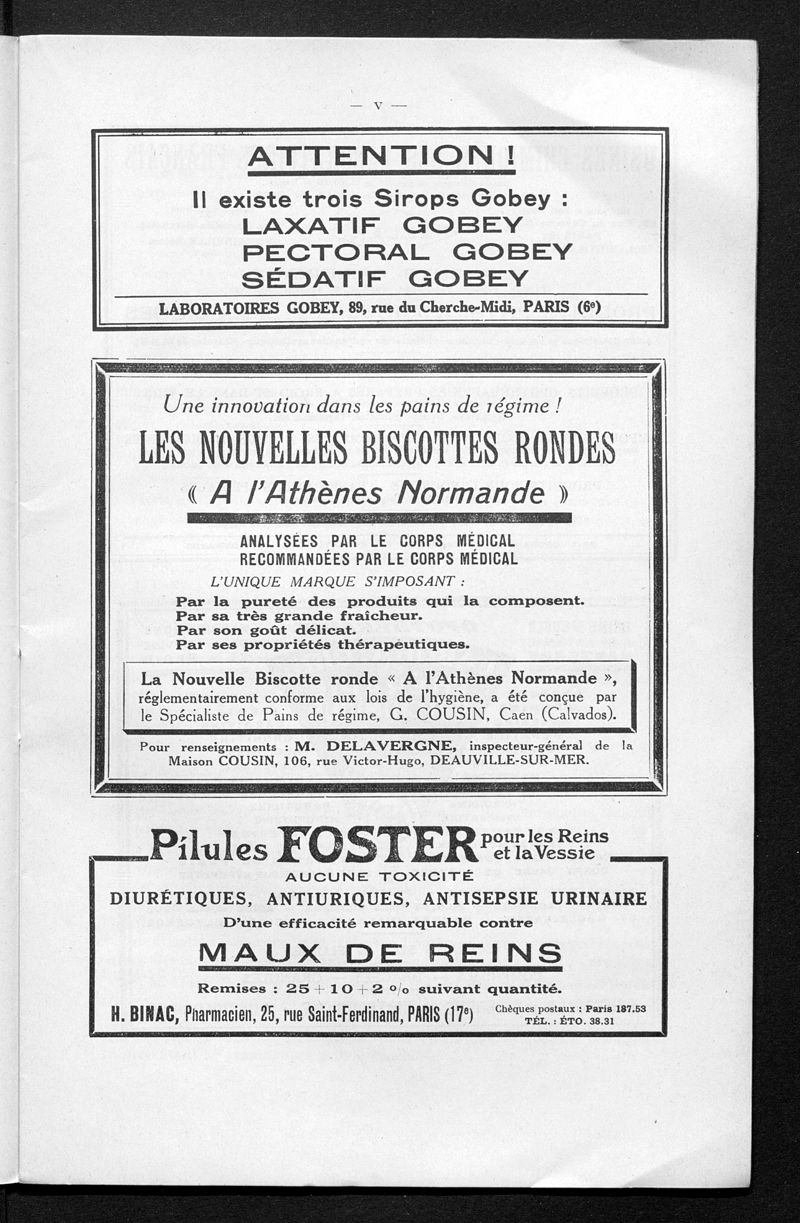 — V —
ATTENTION !
Il existe trois Sirops Gobey :
LAXATIF GOBEY
PECTORAL GOBEY
SÉDATIF GOBEY
LABORATOIRES GOBEY, 89, rue du Cherche-Midi, PARIS (6e)
Une innovation dans les pains de régime !
LES NOUVELLES BISCOTTES RONDES
« A l'Athènes Normande »
ANALYSÉES PAR LE CORPS MÉDICAL
RECOMMANDÉES PAR LE CORPS MÉDICAL
L'UNIQUE MARQUE S'IMPOSANT :
Par la pureté des produits qui la composent.
Par sa très grande fraîcheur.
Par son goût délicat.
Par ses propriétés thérapeutiques.
La Nouvelle Biscotte ronde « A l'Athènes Normande »,
réglementairement conforme aux lois de l'hygiène, a été conçue par
le Spécialiste de Pains de régime, G. COUSIN, Caen (Calvados).
Pour renseignements : M. DELAVERGNE, inspecteur-général de la
Maison COUSIN, 106, rue Victor-Hugo, DEAUVILLE-SUR-MER.
Pilules FOSTER pour les Reins
et la Vessie
AUCUNE TOXICITÉ
DIURÉTIQUES, ANTIURIQUES, ANTISEPSIE URINAIRE
D'une efficacité remarquable contre
MAUX DE REINS
Remises : 25 + 10 + 2 % suivant quantité.
H. BINAC, Pharmacien, 25, rue Saint-Ferdinand, PARIS (17e)
Chèques postaux : Paris 187.53
TÉL. : ÉTO. 38.31